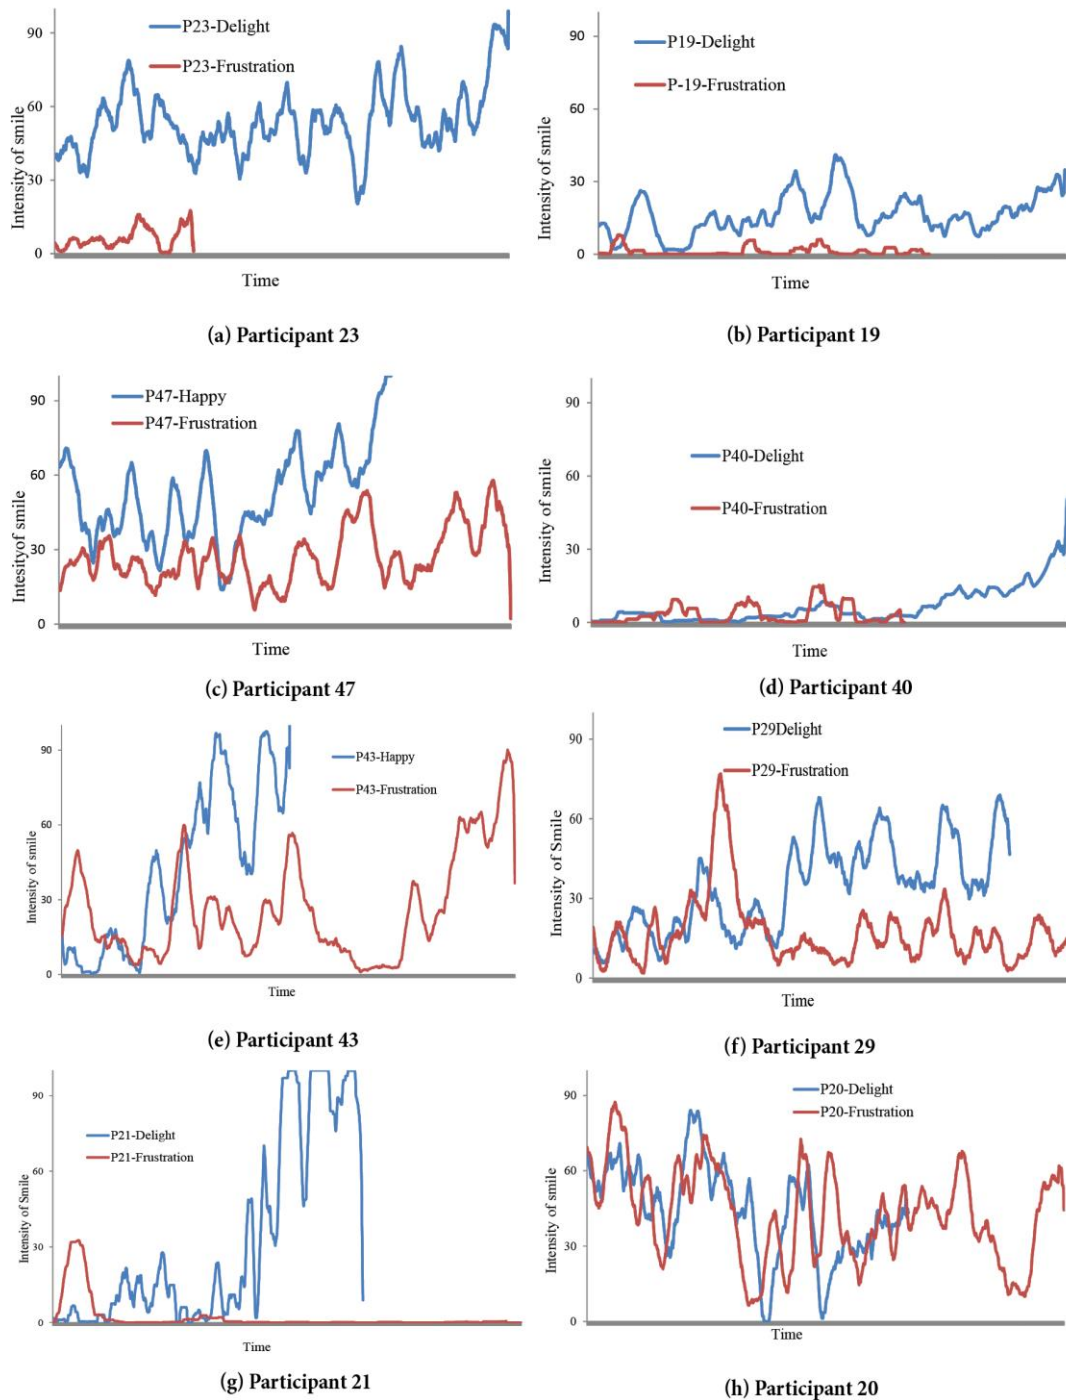 90
60
30
0
Intensity of smile
P23-Delight
P23-Frustration
Time
(a) Participant 23
90
60
30
0
Intensity of smile
P19-Delight
P-19-Frustration
Time
(b) Participant 19
90
60
30
0
Intesityof smile
P47-Happy
P47-Frustration
Time
(c) Participant 47
90
60
30
0
Intensity of smile
P40-Delight
P40-Frustration
Time
(d) Participant 40
90
60
30
0
Intensity of smile
P43-Happy
P43-Frustration
Time
(e) Participant 43
90
60
30
0
Intensity of Smile
P29Delight
P29-Frustration
Time
(f) Participant 29
90
60
30
0
Intensity of Smile
P21-Delight
P21-Frustration
Time
(g) Participant 21
90
60
30
0
Intensity of smile
P20-Delight
P20-Frustration
Time
(h) Participant 20